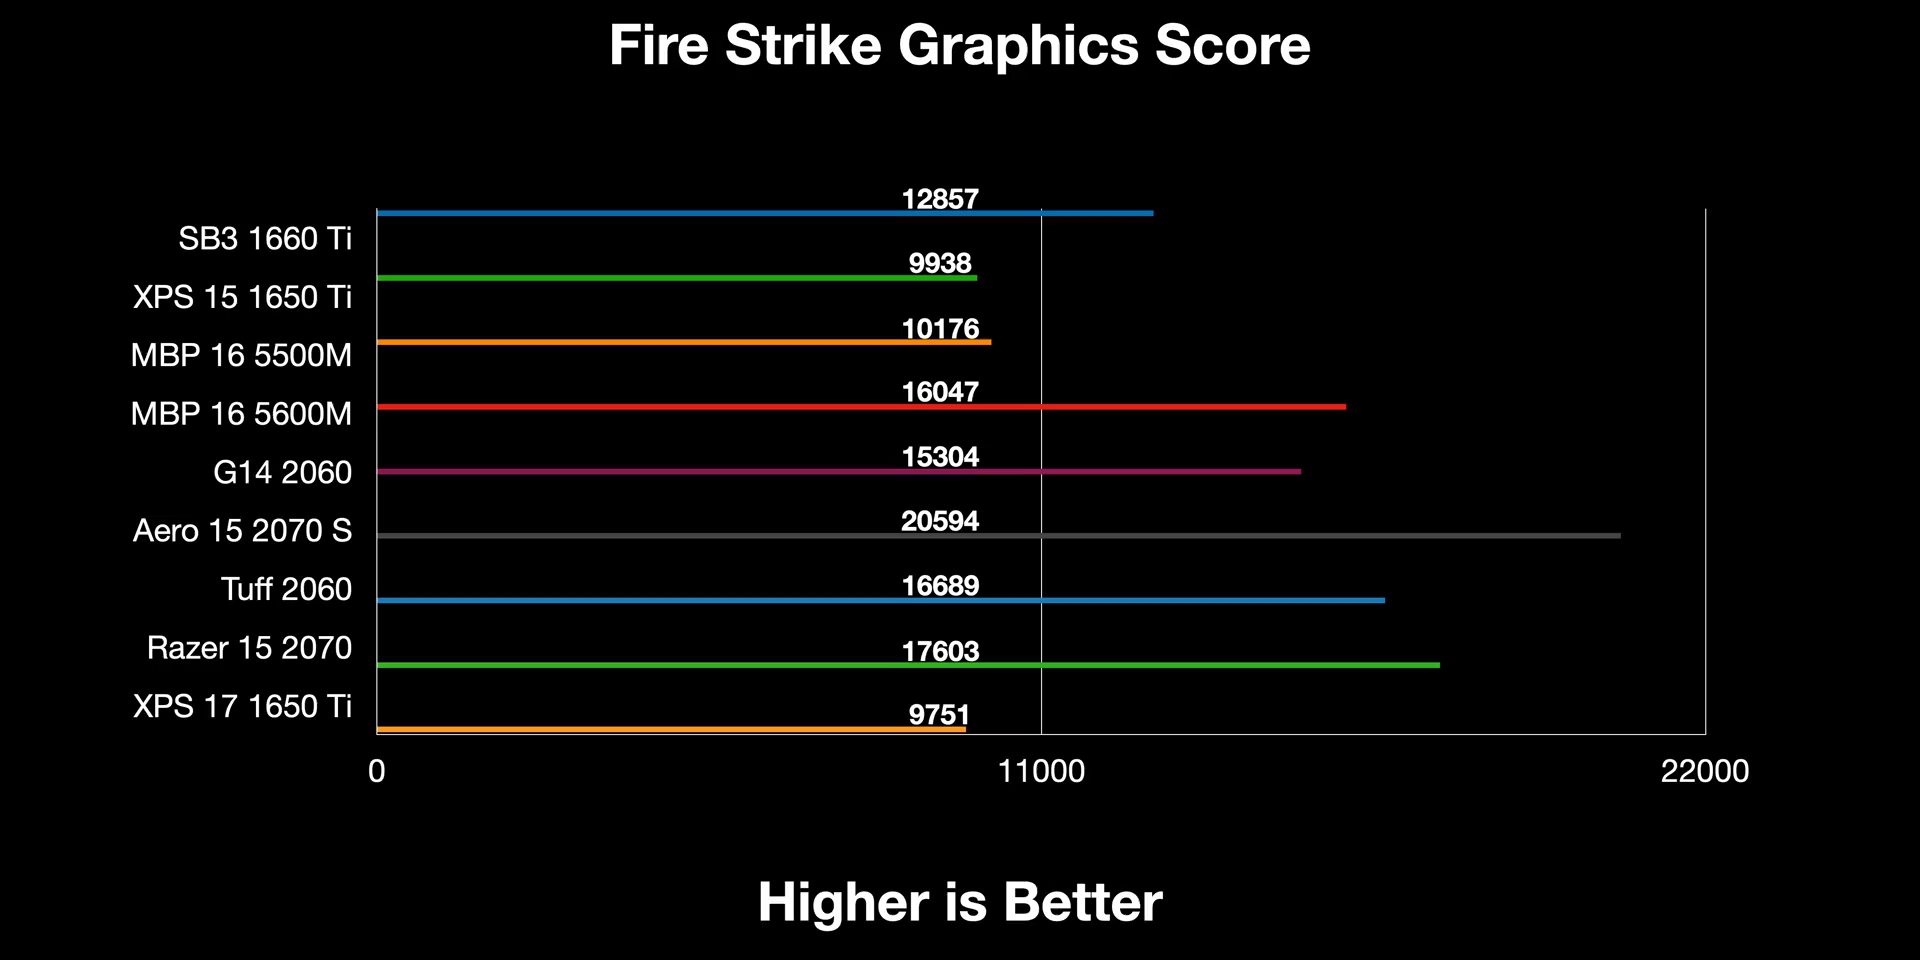 Fire Strike Graphics Score
12857
SB3 1660 Ti
9938
XPS 15 1650 Ti
10176
MBP 16 5500M
16047
MBP 16 5600M
15304
G14 2060
20594
Aero 15 2070 S
16689
Tuff 2060
17603
Razer 15 2070
9751
XPS 17 1650 Ti
0 11000 22000
Higher is Better